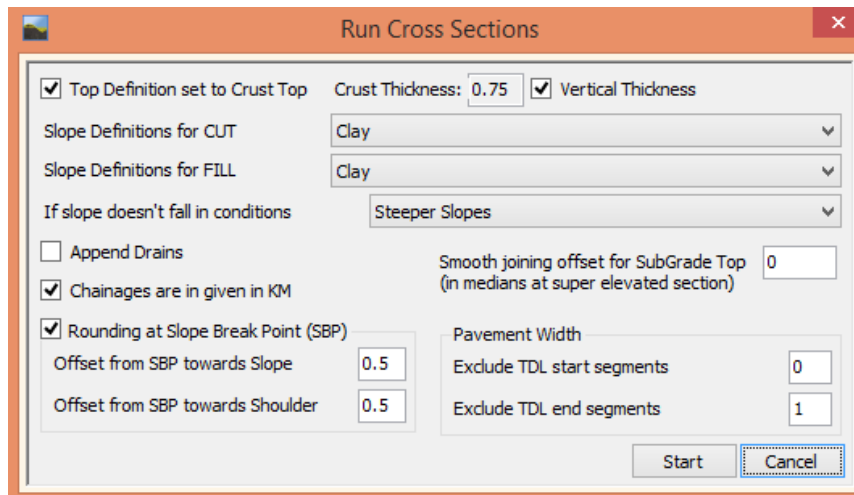 Run Cross Sections
Top Definition set to Crust Top Crust Thickness: 0.75 Vertical Thickness
Slope Definitions for CUT Clay
Slope Definitions for FILL Clay
If slope doesn't fall in conditions Steeper Slopes
Append Drains
Smooth joining offset for SubGrade Top 0
(in medians at super elevated section)
Chainages are in given in KM
Rounding at Slope Break Point (SBP)
Offset from SBP towards Slope 0.5
Offset from SBP towards Shoulder 0.5
Pavement Width
Exclude TDL start segments 0
Exclude TDL end segments 1
Start Cancel